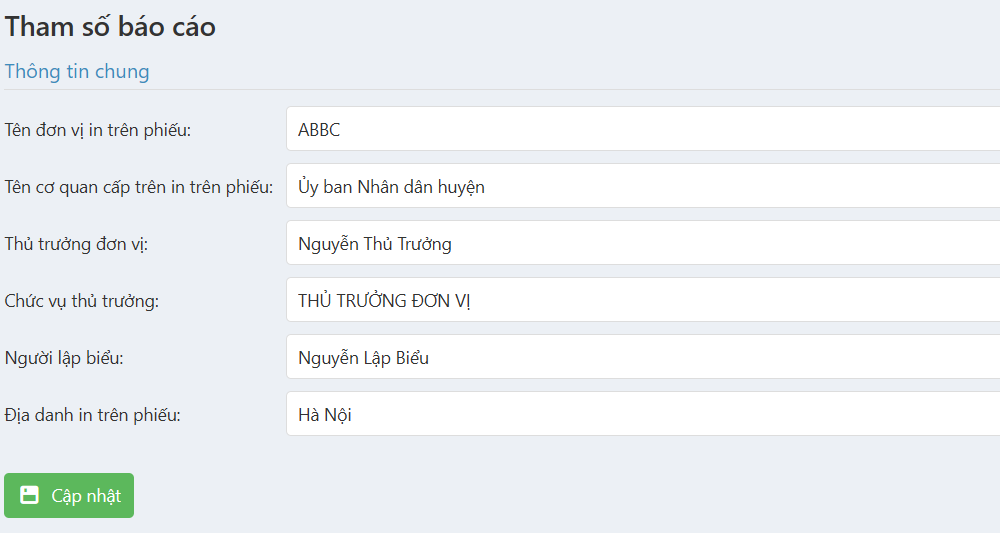 Tham số báo cáo
Thông tin chung
Tên đơn vị in trên phiếu: ABBC
Tên cơ quan cấp trên in trên phiếu: Ủy ban Nhân dân huyện
Thủ trưởng đơn vị: Nguyễn Thủ Trưởng
Chức vụ thủ trưởng: THỦ TRƯỞNG ĐƠN VỊ
Người lập biểu: Nguyễn Lập Biểu
Địa danh in trên phiếu: Hà Nội
Cập nhật